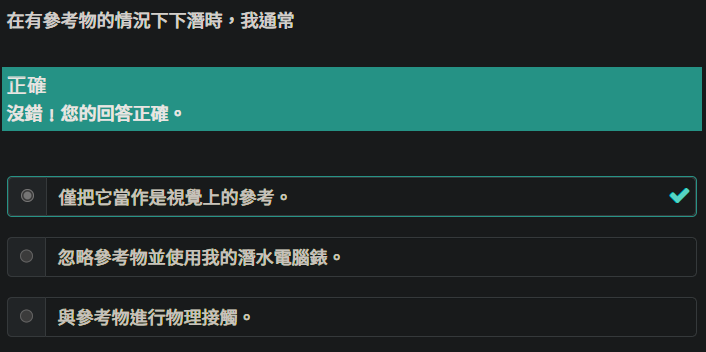 在有參考物的情況下下潛時，我通常
正確
沒錯！您的回答正確。
僅把它當作是視覺上的參考。
忽略參考物並使用我的潛水電腦錶。
與參考物進行物理接觸。